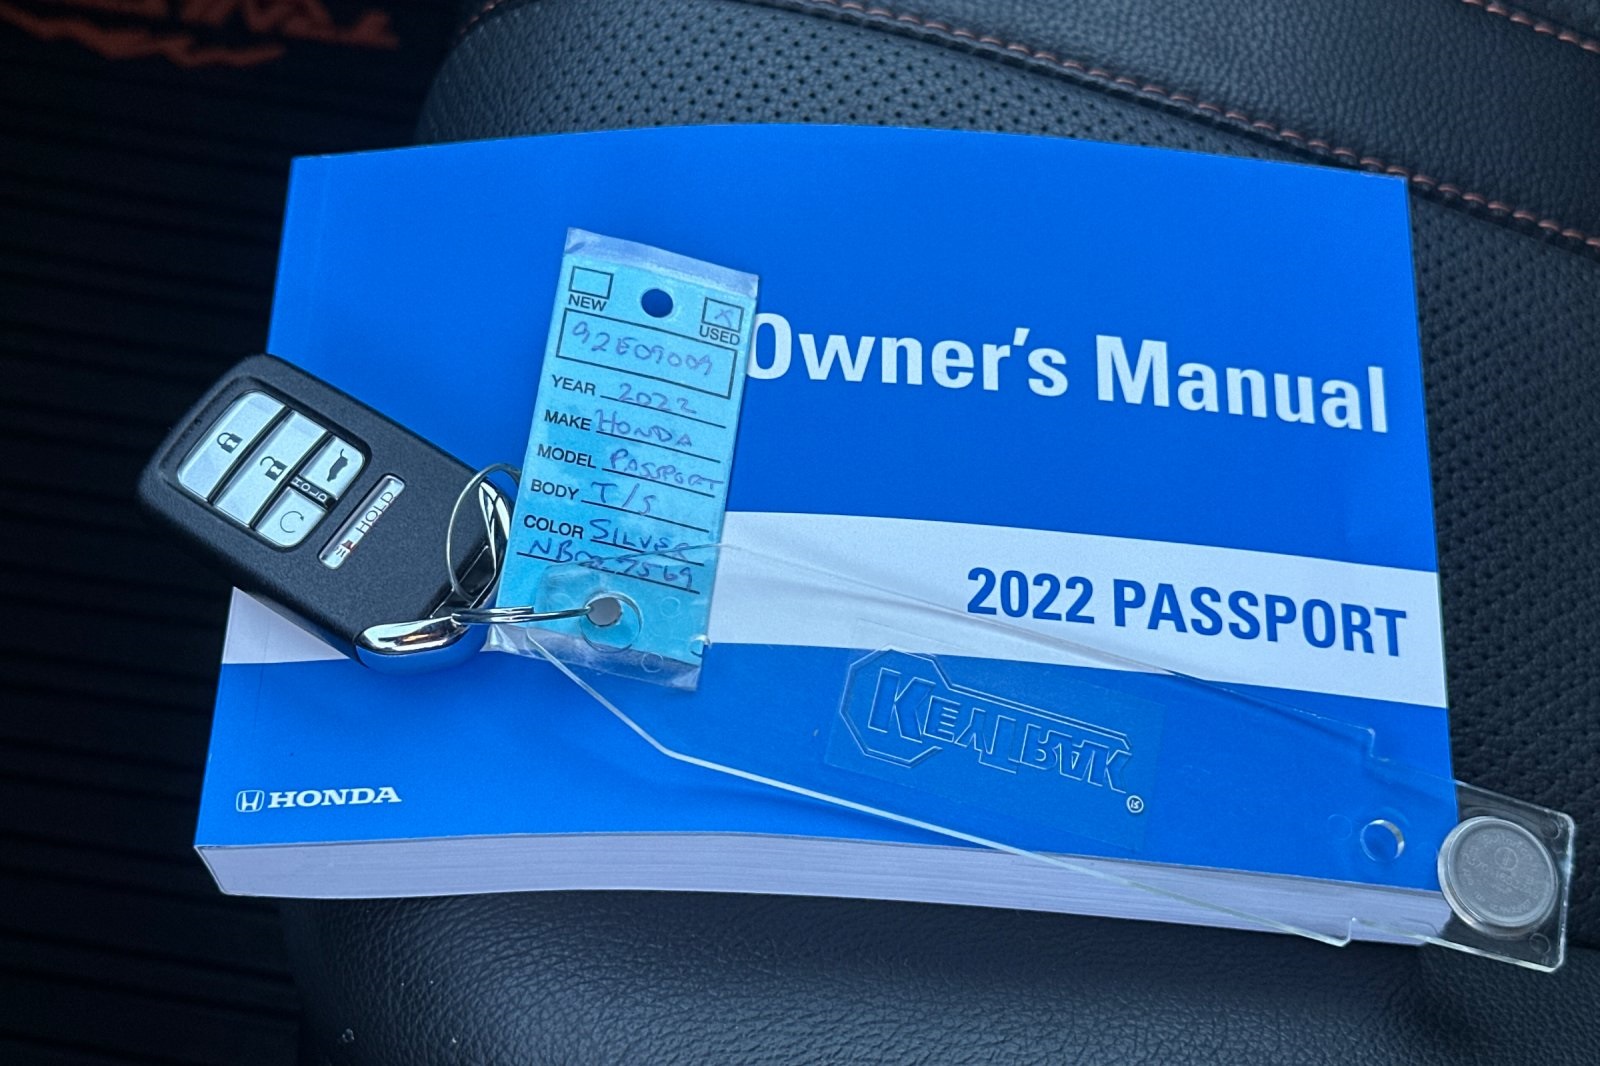 NEW
USED
X
92E09009
YEAR 2022
MAKE HONDA
MODEL PASSPORT
BODY T/S
COLOR SILVER
Owner's Manual
2022 PASSPORT
HOLD
HOLD
KEYTRAK
HONDA